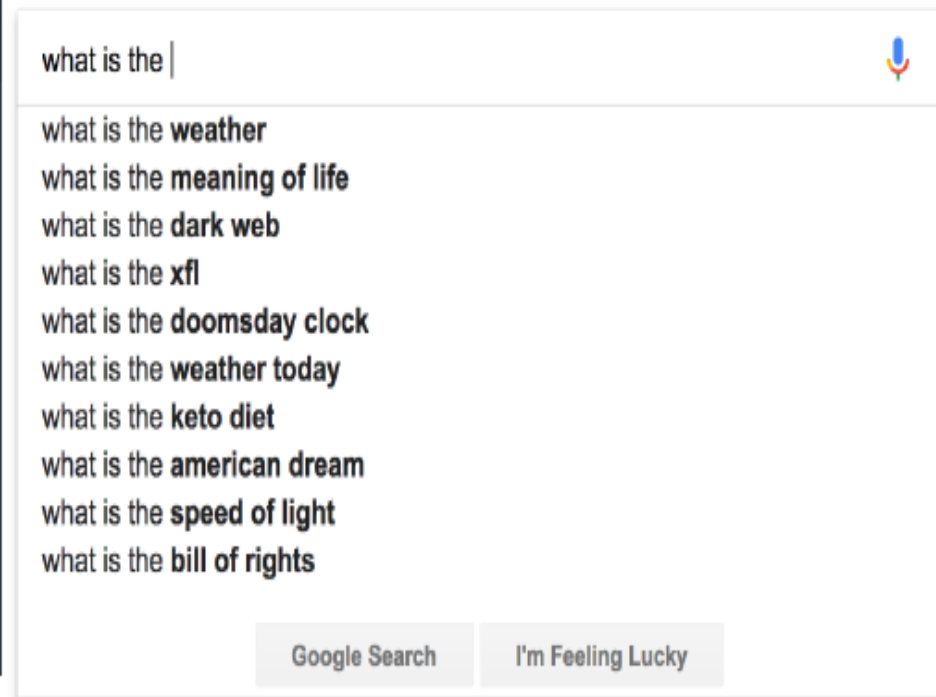 what is the
what is the weather
what is the meaning of life
what is the dark web
what is the xfl
what is the doomsday clock
what is the weather today
what is the keto diet
what is the american dream
what is the speed of light
what is the bill of rights
Google Search I'm Feeling Lucky